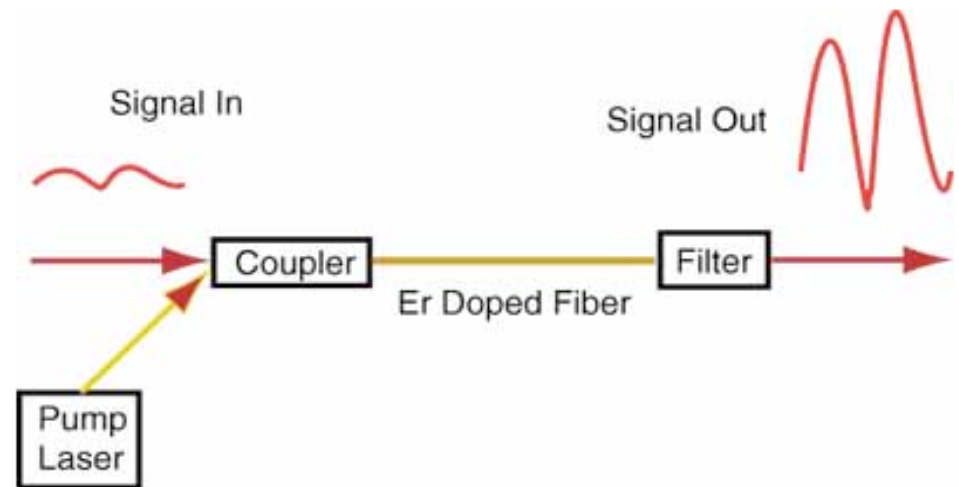 Signal In
Signal Out
Coupler
Filter
Er Doped Fiber
Pump
Laser